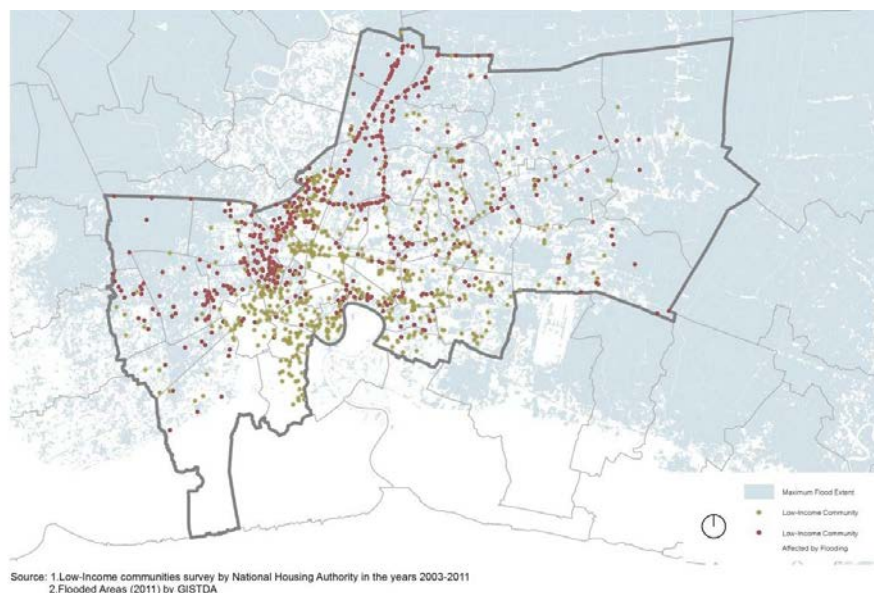 Maximum Flood Extent
Low-Income Community
Low-Income Community
Affected by Flooding
Source: 1.Low-Income communities survey by National Housing Authority in the years 2003-2011
2.Flooded Areas (2011) by GISTDA